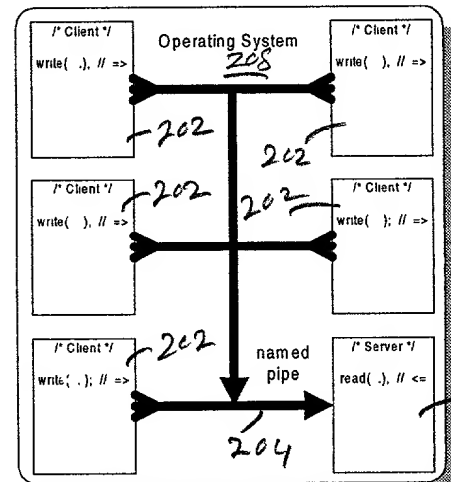 /* Client */
write( .), // =>
202
Operating System
208
/* Client */
write( ), // =>
202
/* Client */
write( ), // =>
202
/* Client */
write( ); // =>
202
/* Client */
write( . ); // =>
202
named
pipe
204
/* Server */
read( .), // <=